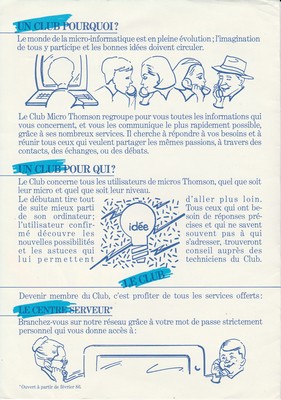 UN CLUB POURQUOI?
Le monde de la micro-informatique est en pleine évolution; l'imagination
de tous y participe et les bonnes idées doivent circuler.
Le Club Micro Thomson regroupe pour vous toutes les informations qui
vous concernent, et vous les communique le plus rapidement possible,
grâce à ses nombreux services. Il cherche à répondre à vos besoins et à
réunir tous ceux qui veulent partager les mêmes passions, à travers des
contacts, des échanges, ou des débats.
UN CLUB POUR QUI?
Le Club concerne tous les utilisateurs de micros Thomson, quel que soit
leur micro et quel que soit leur niveau.
Le débutant tire tout
de suite mieux parti
de son ordinateur;
l'utilisateur confir-
mé découvre les
nouvelles possibilités
et les astuces qui
lui permettent
idée
d'aller plus loin.
Tous ceux qui ont be-
soin de réponses pré-
cises et qui ne savent
souvent pas à qui
s'adresser, trouveront
conseil auprès des
techniciens du Club.
LE CLUB
Devenir membre du Club, c'est profiter de tous les services offerts:
LE CENTRE SERVEUR*
Branchez-vous sur notre réseau grâce à votre mot de passe strictement
personnel qui vous donne accès à:
*Ouvert à partir de février 86.